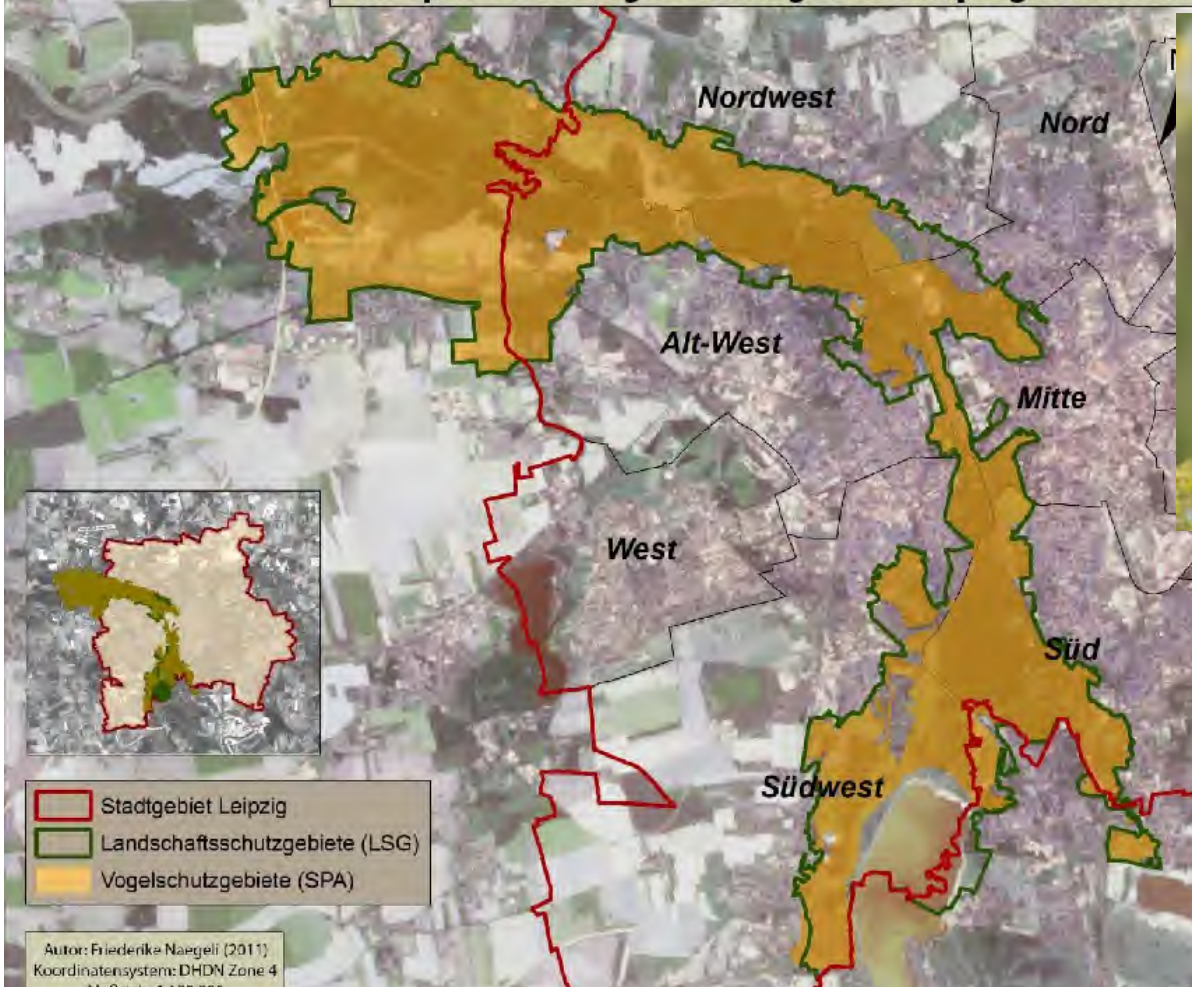 Nordwest
Nord
Alt-West
Mitte
West
Süd
Südwest
Stadtgebiet Leipzig
Landschaftsschutzgebiete (LSG)
Vogelschutzgebiete (SPA)
Autor: Friederike Naegeli (2011)
Koordinatensystem: DHDN Zone 4